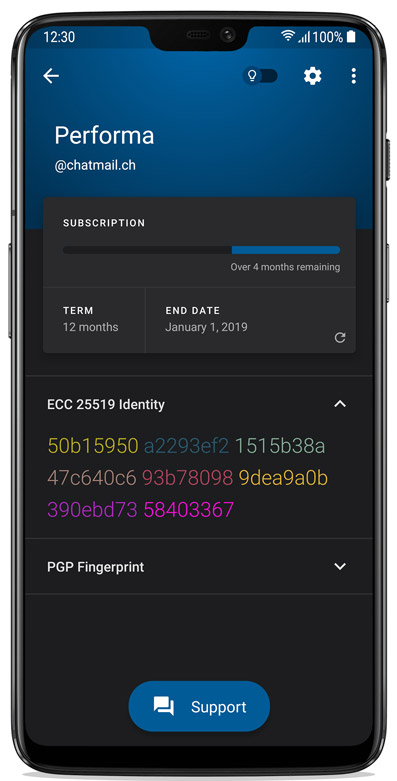 12:30 100%
Performa
@chatmail.ch
SUBSCRIPTION
Over 4 months remaining
TERM END DATE
12 months January 1, 2019
ECC 25519 Identity
50b15950 a2293ef2 1515b38a
47c640c6 93b78098 9dea9a0b
390ebd73 58403367
PGP Fingerprint
Support